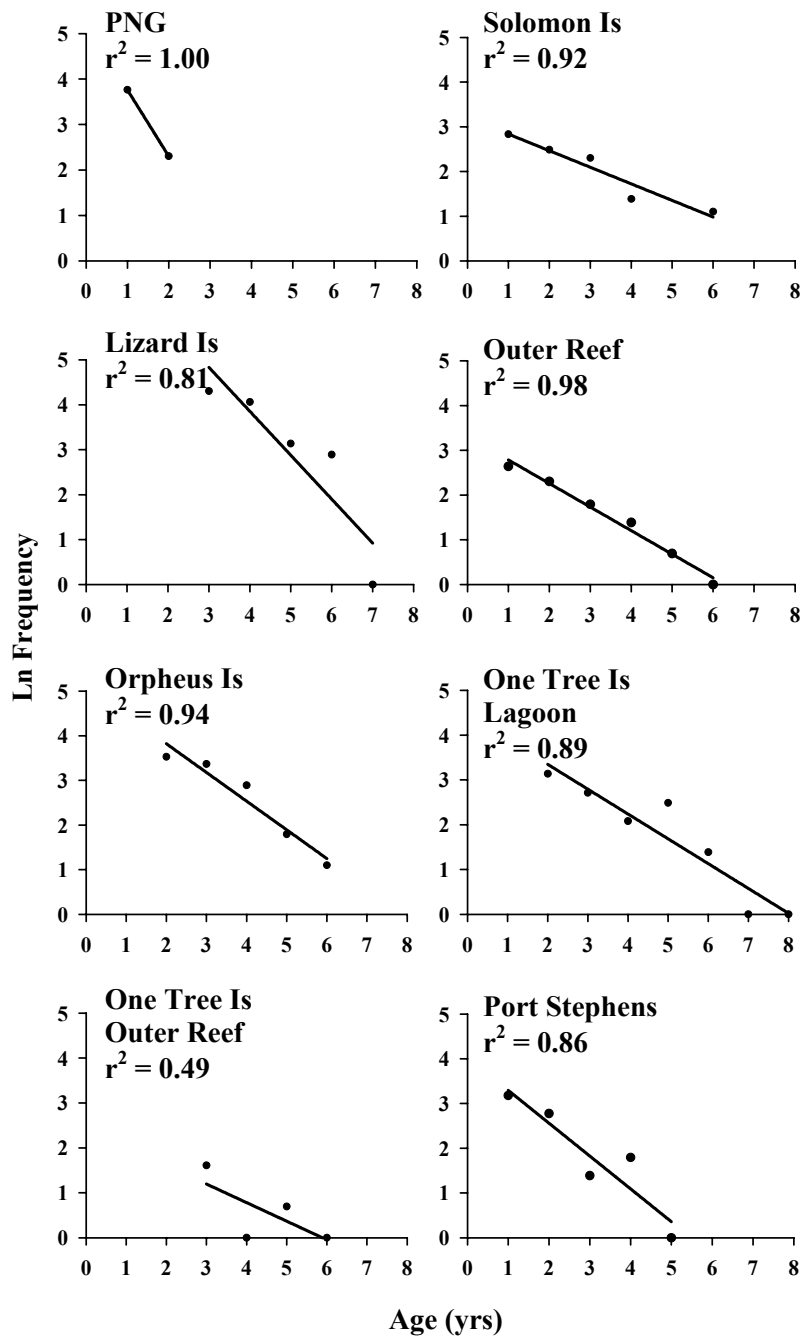 PNG
r² = 1.00
5
4
3
2
1
0
0 1 2 3 4 5 6 7 8
Solomon Is
r² = 0.92
5
4
3
2
1
0
0 1 2 3 4 5 6 7 8
Lizard Is
r² = 0.81
5
4
3
2
1
0
0 1 2 3 4 5 6 7 8
Outer Reef
r² = 0.98
5
4
3
2
1
0
0 1 2 3 4 5 6 7 8
Ln Frequency
Orpheus Is
r² = 0.94
5
4
3
2
1
0
0 1 2 3 4 5 6 7 8
One Tree Is
Lagoon
r² = 0.89
5
4
3
2
1
0
0 1 2 3 4 5 6 7 8
One Tree Is
Outer Reef
r² = 0.49
5
4
3
2
1
0
0 1 2 3 4 5 6 7 8
Port Stephens
r² = 0.86
5
4
3
2
1
0
0 1 2 3 4 5 6 7 8
Age (yrs)